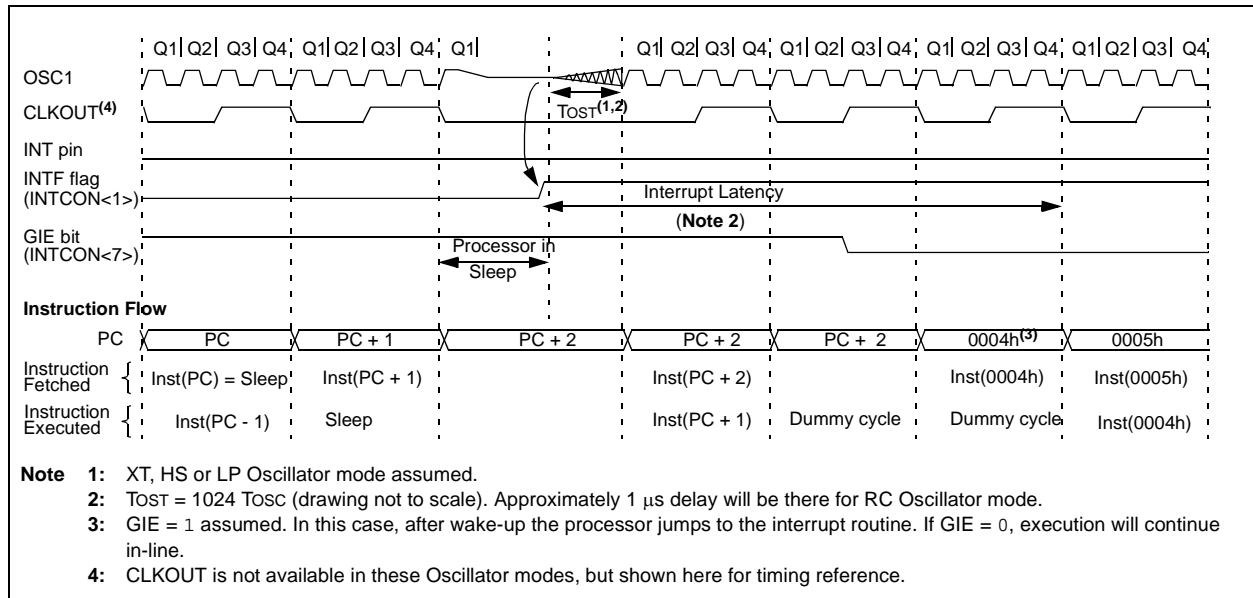 Q1 Q2 Q3 Q4 Q1 Q2 Q3 Q4 Q1 Q1 Q2 Q3 Q4 Q1 Q2 Q3 Q4 Q1 Q2 Q3 Q4 Q1 Q2 Q3 Q4
OSC1
CLKOUT(4) TOST(1,2)
INT pin
INTF flag
(INTCON<1>) Interrupt Latency
(Note 2)
GIE bit
(INTCON<7>) Processor in
Sleep
Instruction Flow
PC PC PC + 1 PC + 2 PC + 2 PC + 2 0004h(3) 0005h
Instruction
Fetched { Inst(PC) = Sleep Inst(PC + 1) Inst(PC + 2) Inst(0004h) Inst(0005h)
Instruction
Executed { Inst(PC - 1) Sleep Inst(PC + 1) Dummy cycle Dummy cycle Inst(0004h)
Note 1: XT, HS or LP Oscillator mode assumed.
2: TOST = 1024 TOSC (drawing not to scale). Approximately 1 μs delay will be there for RC Oscillator mode.
3: GIE = 1 assumed. In this case, after wake-up the processor jumps to the interrupt routine. If GIE = 0, execution will continue
in-line.
4: CLKOUT is not available in these Oscillator modes, but shown here for timing reference.